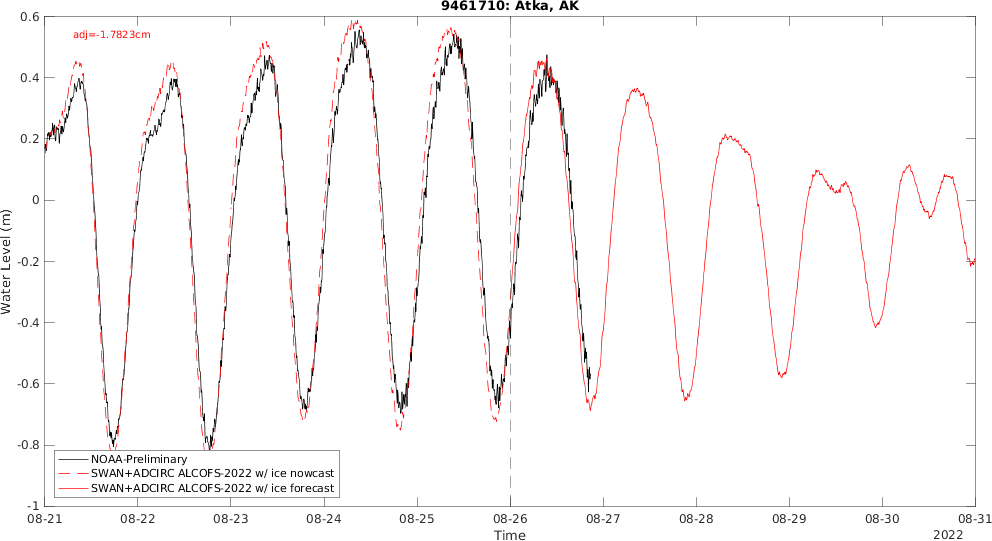 9461710: Atka, AK
adj=-1.7823cm
0.6
0.4
0.2
0
-0.2
-0.4
-0.6
-0.8
-1
Water Level (m)
NOAA-Preliminary
SWAN+ADCIRC ALCOFS-2022 w/ ice nowcast
SWAN+ADCIRC ALCOFS-2022 w/ ice forecast
08-21 08-22 08-23 08-24 08-25 08-26 08-27 08-28 08-29 08-30 08-31
Time
2022